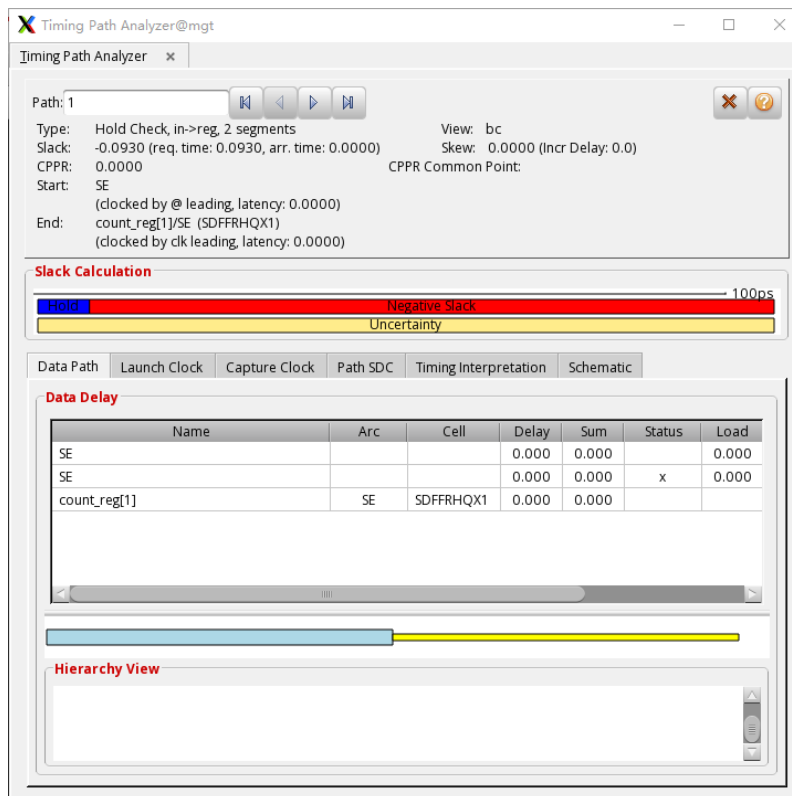 Timing Path Analyzer@mgt
Timing Path Analyzer ×
Path: 1
Type: Hold Check, in->reg, 2 segments View: bc
Slack: -0.0930 (req. time: 0.0930, arr. time: 0.0000) Skew: 0.0000 (Incr Delay: 0.0)
CPPR: 0.0000 CPPR Common Point:
Start: SE
(clocked by @ leading, latency: 0.0000)
End: count_reg[1]/SE (SDFFRHQX1)
(clocked by clk leading, latency: 0.0000)
Slack Calculation
100ps
Hold Negative Slack
Uncertainty
Data Path Launch Clock Capture Clock Path SDC Timing Interpretation Schematic
Data Delay
Name Arc Cell Delay Sum Status Load
SE 0.000 0.000 0.000
SE 0.000 0.000 x 0.000
count_reg[1] SE SDFFRHQX1 0.000 0.000
Hierarchy View